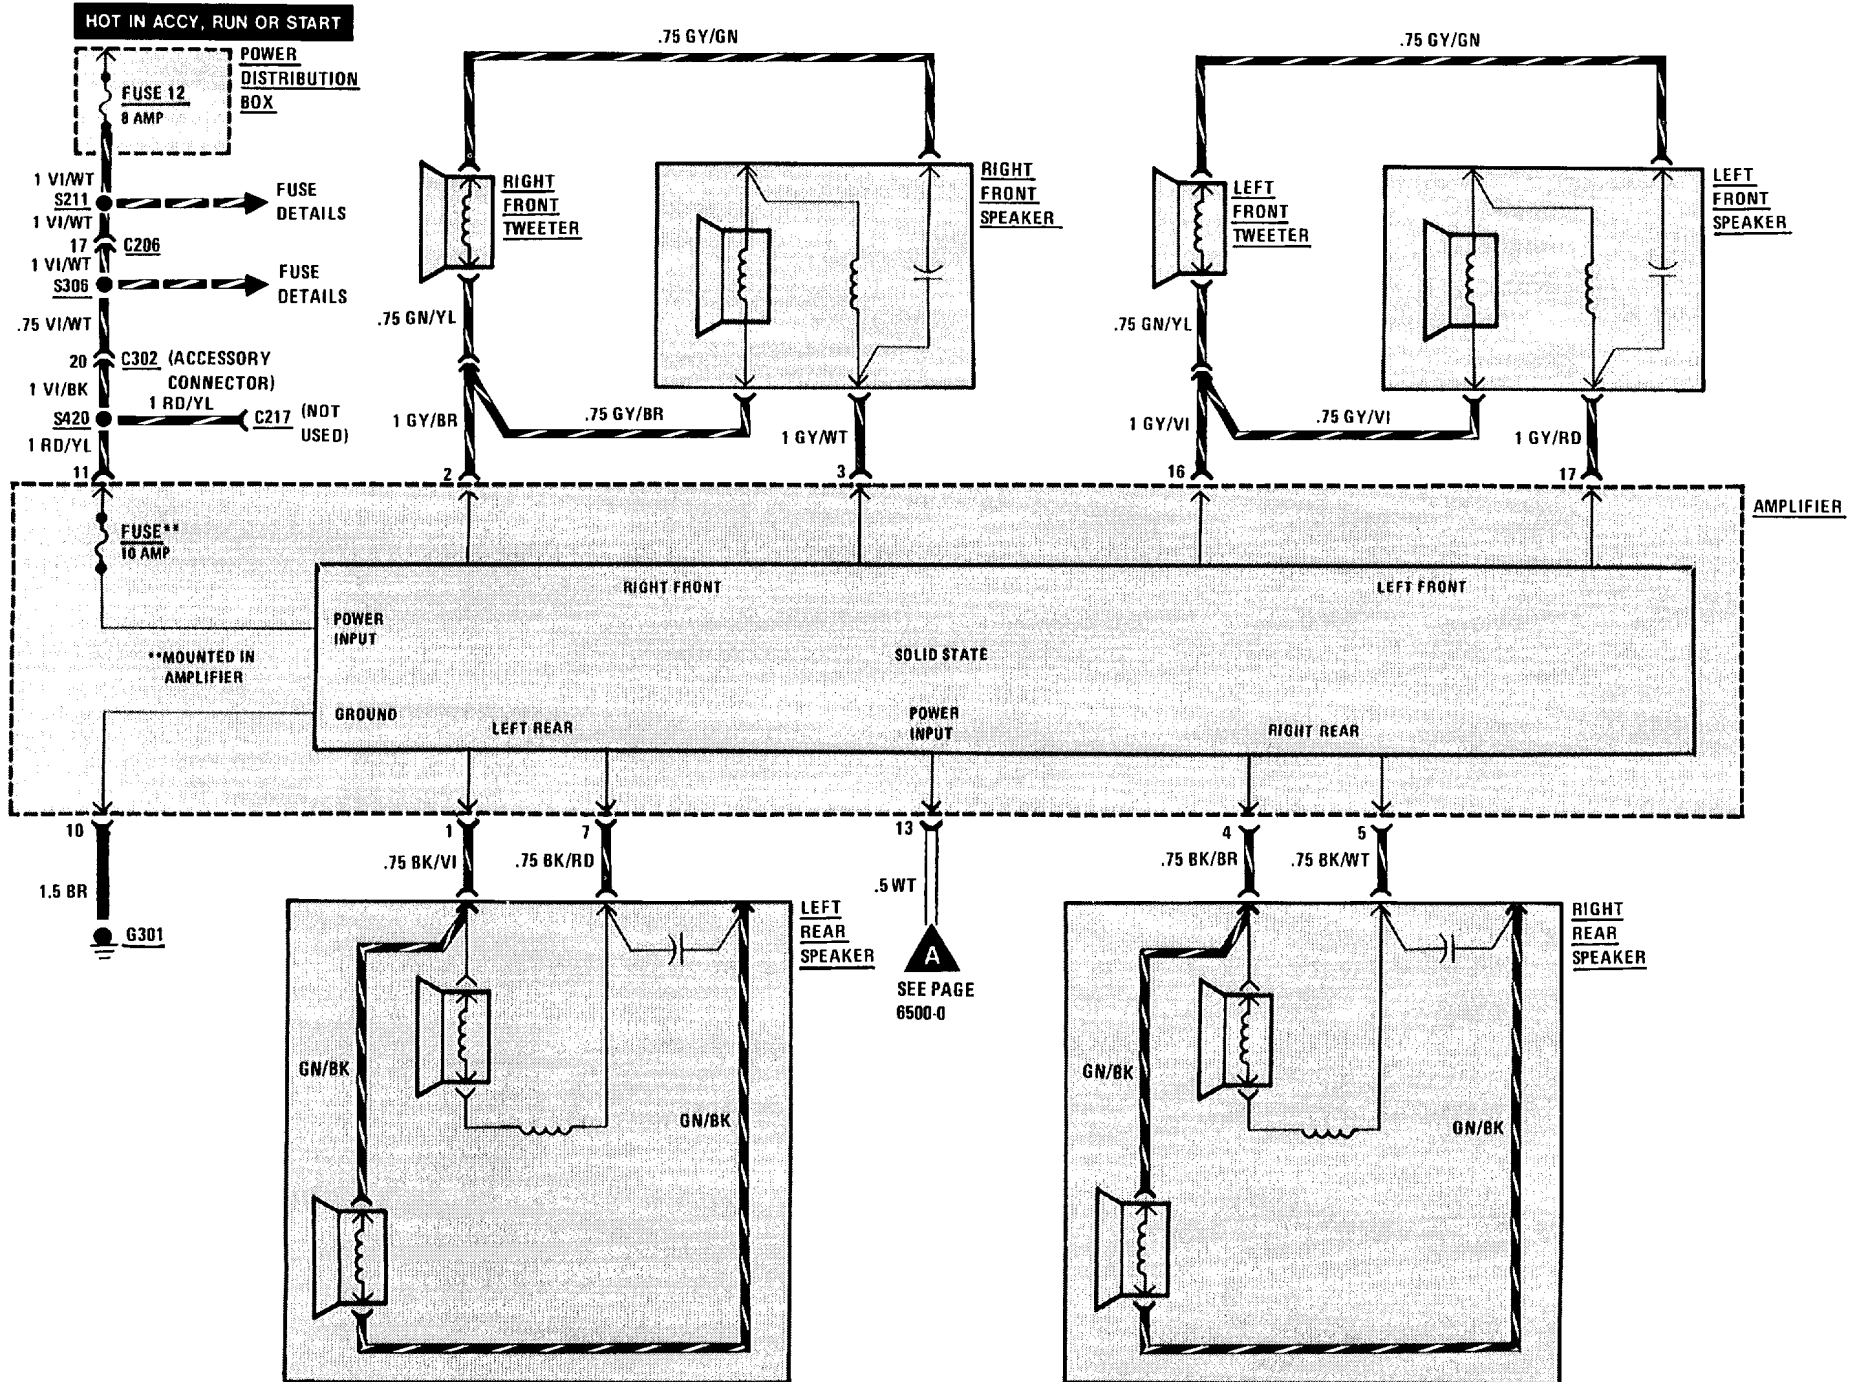 HOT IN ACCY, RUN OR START
POWER
DISTRIBUTION
BOX
FUSE 12
8 AMP
1 VI/WT
S211
FUSE
DETAILS
1 VI/WT
17
C206
1 VI/WT
S306
FUSE
DETAILS
.75 VI/WT
20
C302 (ACCESSORY
CONNECTOR)
1 VI/BK
1 RD/YL
S420
C217 (NOT
USED)
1 RD/YL
11
.75 GY/GN
RIGHT
FRONT
TWEETER
RIGHT
FRONT
SPEAKER
.75 GN/YL
1 GY/BR
.75 GY/BR
1 GY/WT
2
3
.75 GY/GN
LEFT
FRONT
TWEETER
LEFT
FRONT
SPEAKER
.75 GN/YL
1 GY/VI
.75 GY/VI
1 GY/RD
16
17
AMPLIFIER
FUSE**
10 AMP
RIGHT FRONT
LEFT FRONT
POWER
INPUT
**MOUNTED IN
AMPLIFIER
SOLID STATE
GROUND
LEFT REAR
POWER
INPUT
RIGHT REAR
10
1
7
13
4
5
1.5 BR
G301
.75 BK/VI
.75 BK/RD
.5 WT
.75 BK/BR
.75 BK/WT
LEFT
REAR
SPEAKER
A
SEE PAGE
6500-0
RIGHT
REAR
SPEAKER
GN/BK
GN/BK
GN/BK
GN/BK